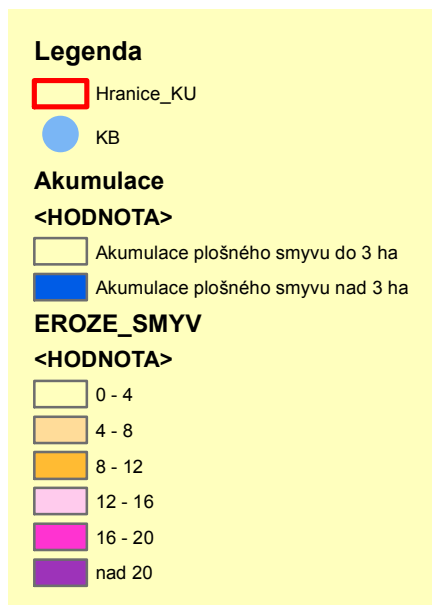 Legenda
Hranice_KU
KB
Akumulace
<HODNOTA>
Akumulace plošného smyvu do 3 ha
Akumulace plošného smyvu nad 3 ha
EROZE_SMYV
<HODNOTA>
0 - 4
4 - 8
8 - 12
12 - 16
16 - 20
nad 20